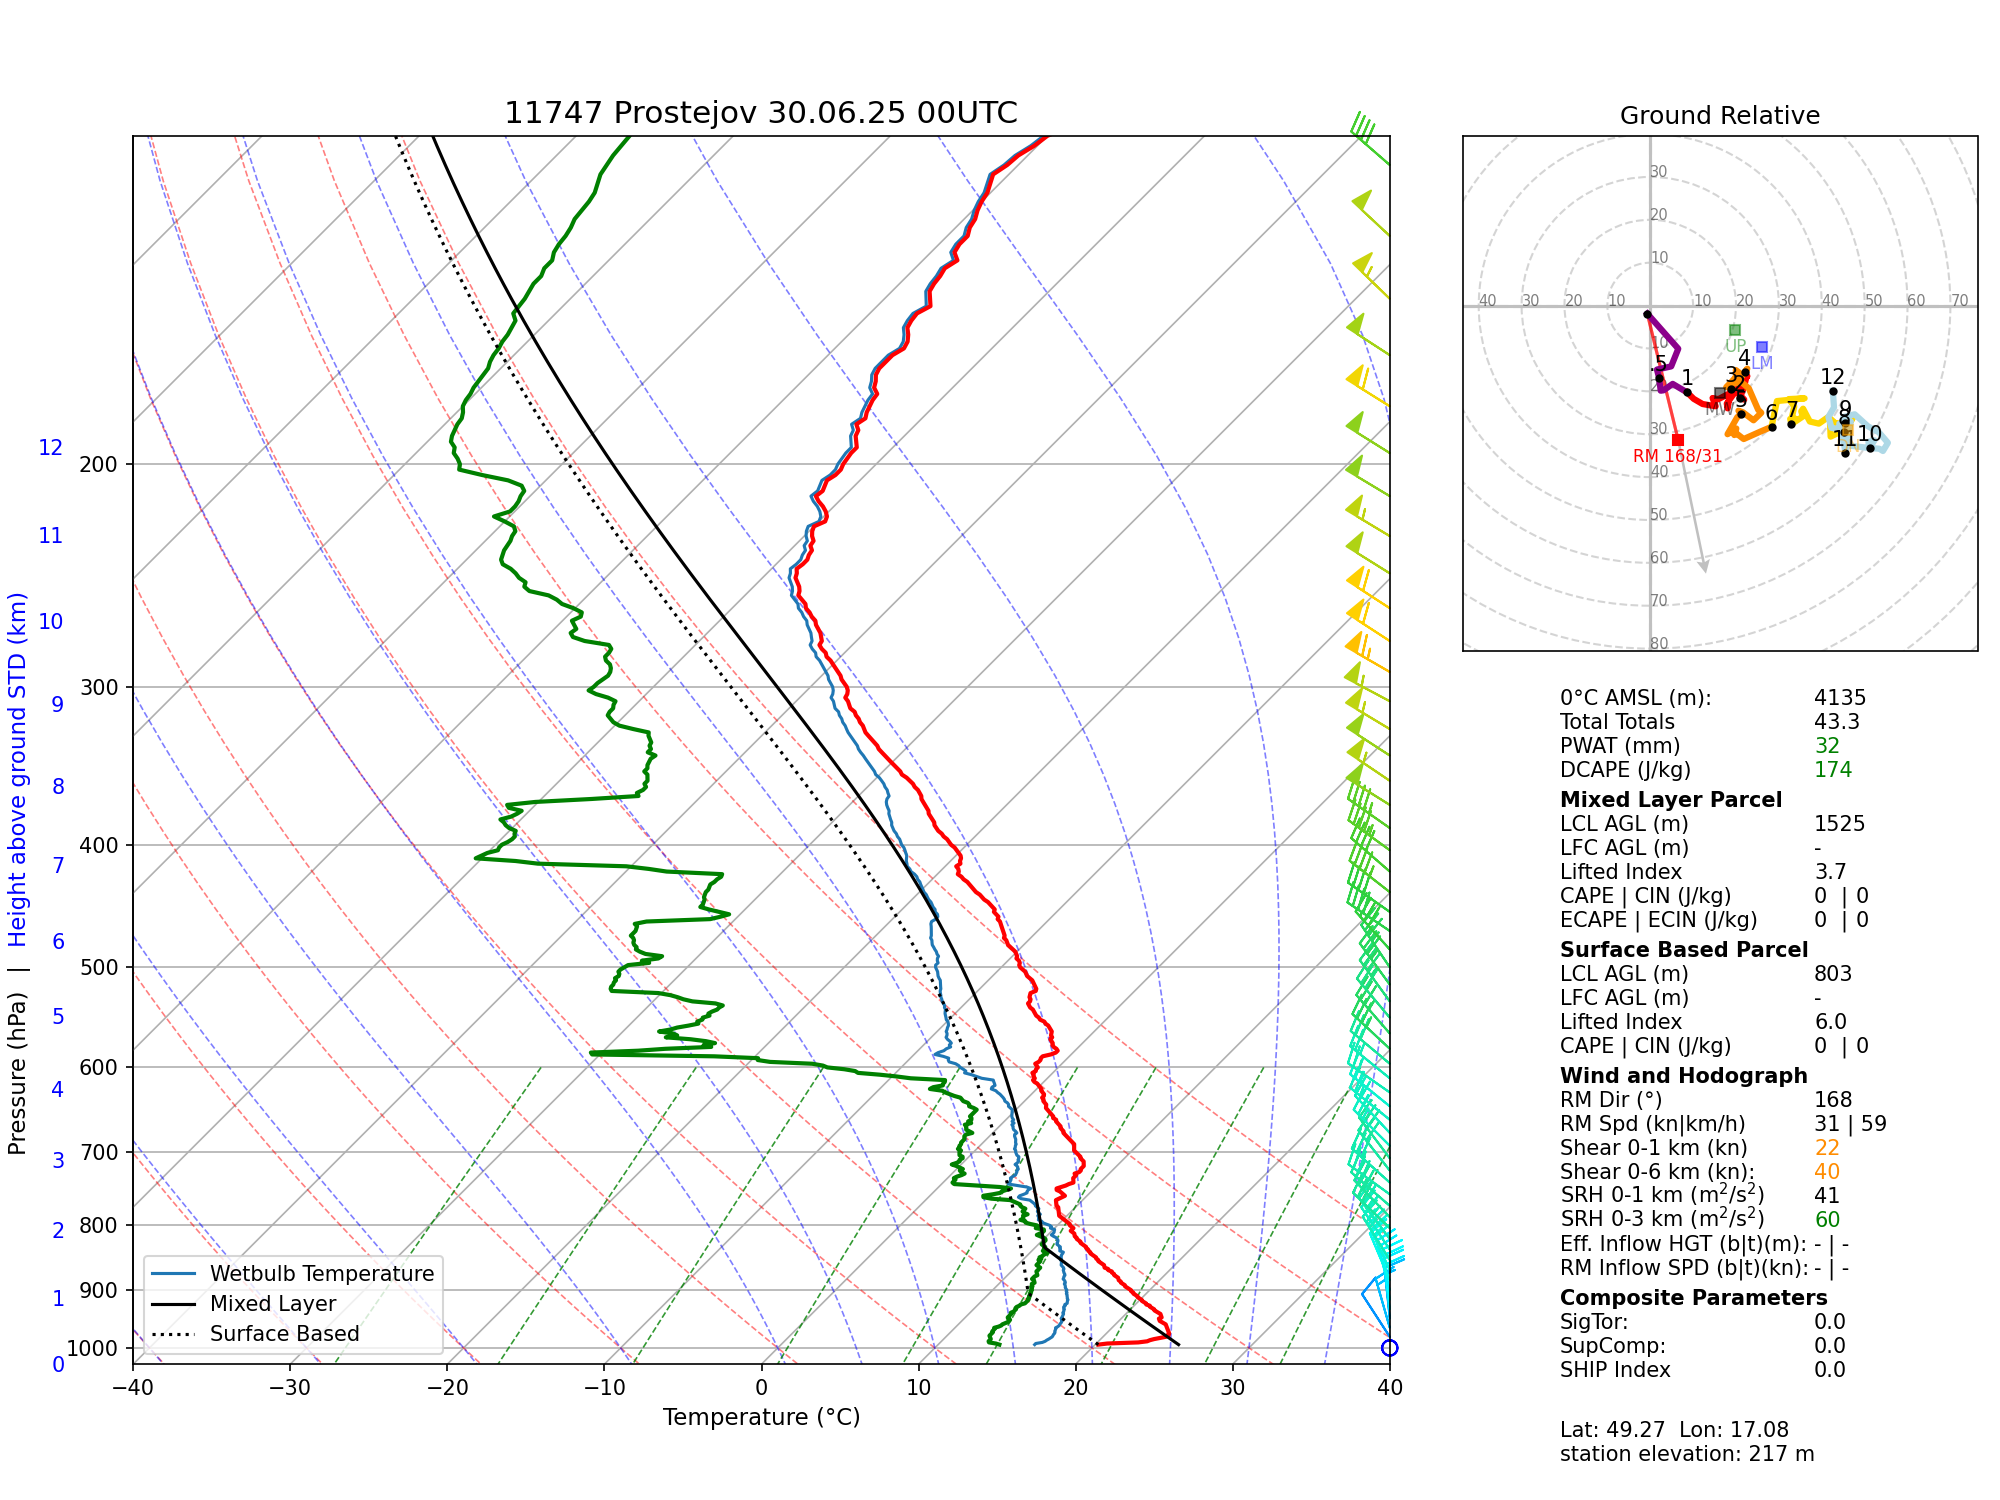 11747 Prostejov 30.06.25 00UTC
Pressure (hPa) | Height above ground STD (km)
12
11
10
9
8
7
6
5
4
3
2
1
0
200
300
400
500
600
700
800
900
1000
Wetbulb Temperature
Mixed Layer
Surface Based
−40 −30 −20 −10 0 10 20 30 40
Temperature (°C)
Ground Relative
30
20
10
40 30 20 10 10 20 30 40 50 60 70
10
30
40
50
60
70
80
UP
LM
MW
RM 168/31
.5
1
2
3
4
5
6
7
8
9
10
11
12
0°C AMSL (m): 4135
Total Totals 43.3
PWAT (mm) 32
DCAPE (J/kg) 174
Mixed Layer Parcel
LCL AGL (m) 1525
LFC AGL (m) -
Lifted Index 3.7
CAPE | CIN (J/kg) 0 | 0
ECAPE | ECIN (J/kg) 0 | 0
Surface Based Parcel
LCL AGL (m) 803
LFC AGL (m) -
Lifted Index 6.0
CAPE | CIN (J/kg) 0 | 0
Wind and Hodograph
RM Dir (°) 168
RM Spd (kn|km/h) 31 | 59
Shear 0-1 km (kn) 22
Shear 0-6 km (kn): 40
SRH 0-1 km (m²/s²) 41
SRH 0-3 km (m²/s²) 60
Eff. Inflow HGT (b|t)(m): - | -
RM Inflow SPD (b|t)(kn): - | -
Composite Parameters
SigTor: 0.0
SupComp: 0.0
SHIP Index 0.0
Lat: 49.27 Lon: 17.08
station elevation: 217 m